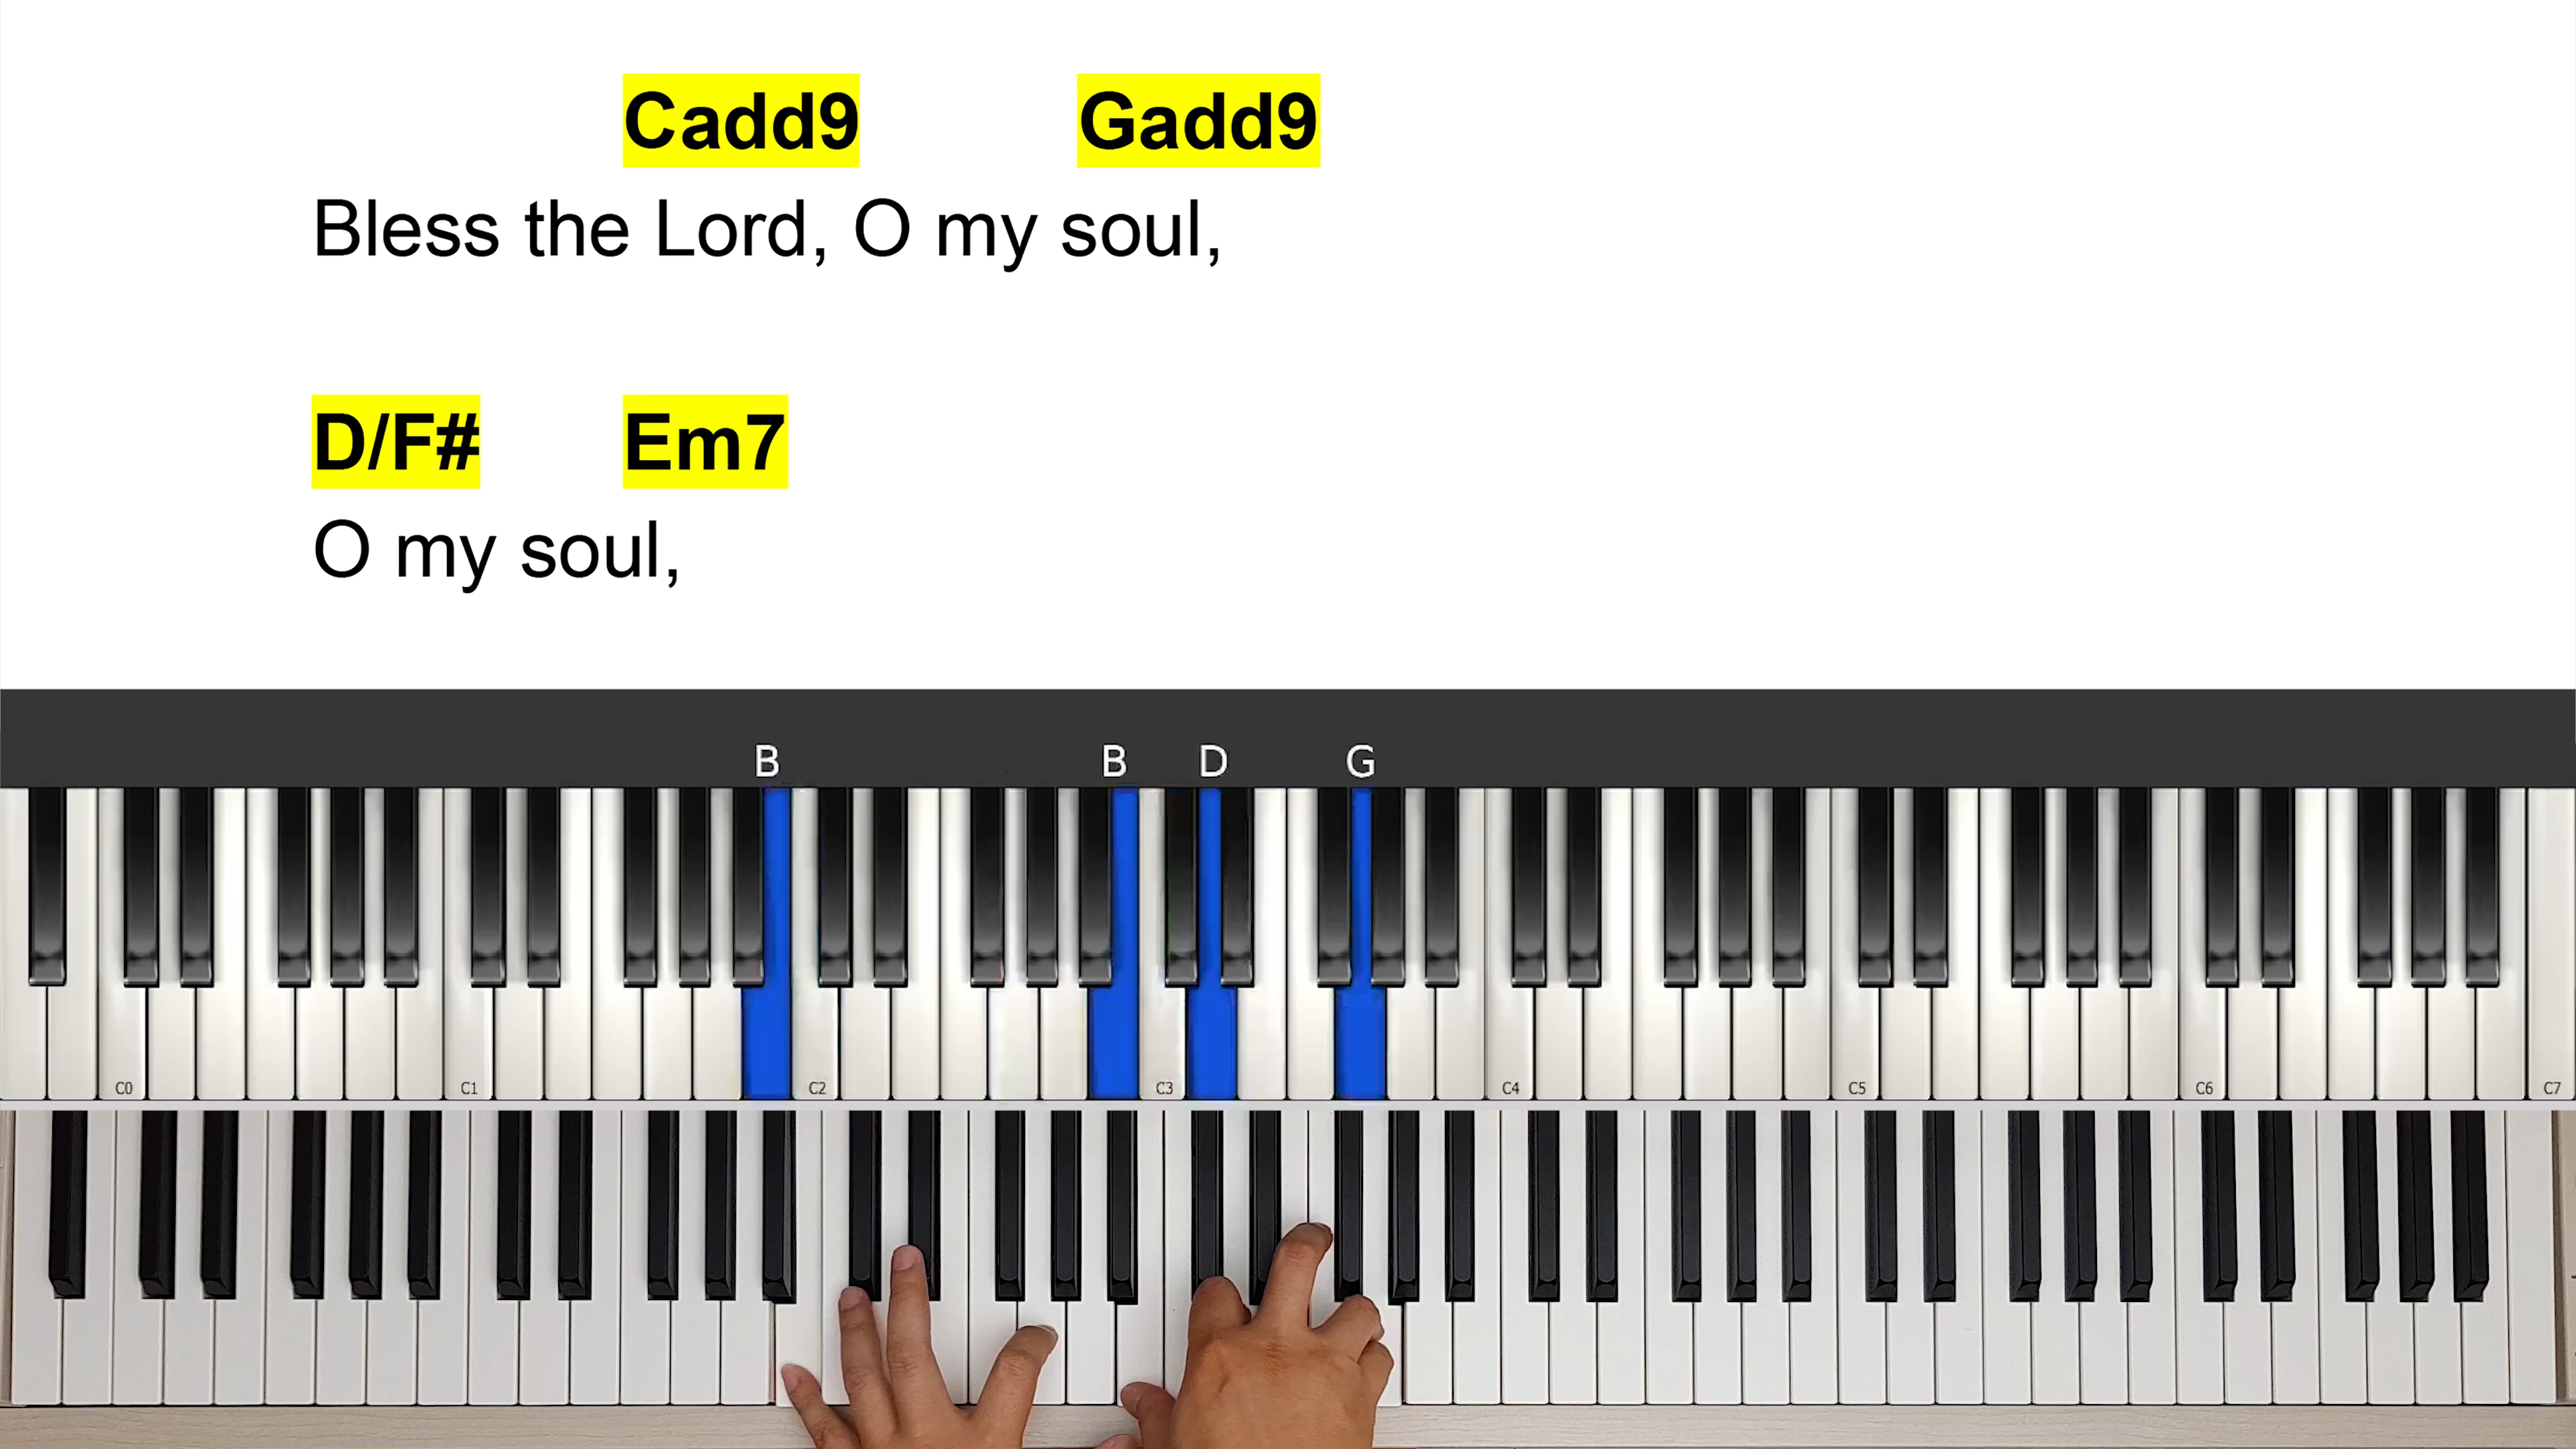 Cadd9 Gadd9
Bless the Lord, O my soul,
D/F# Em7
O my soul,
B B D G
C0 C1 C2 C3 C4 C5 C6 C7